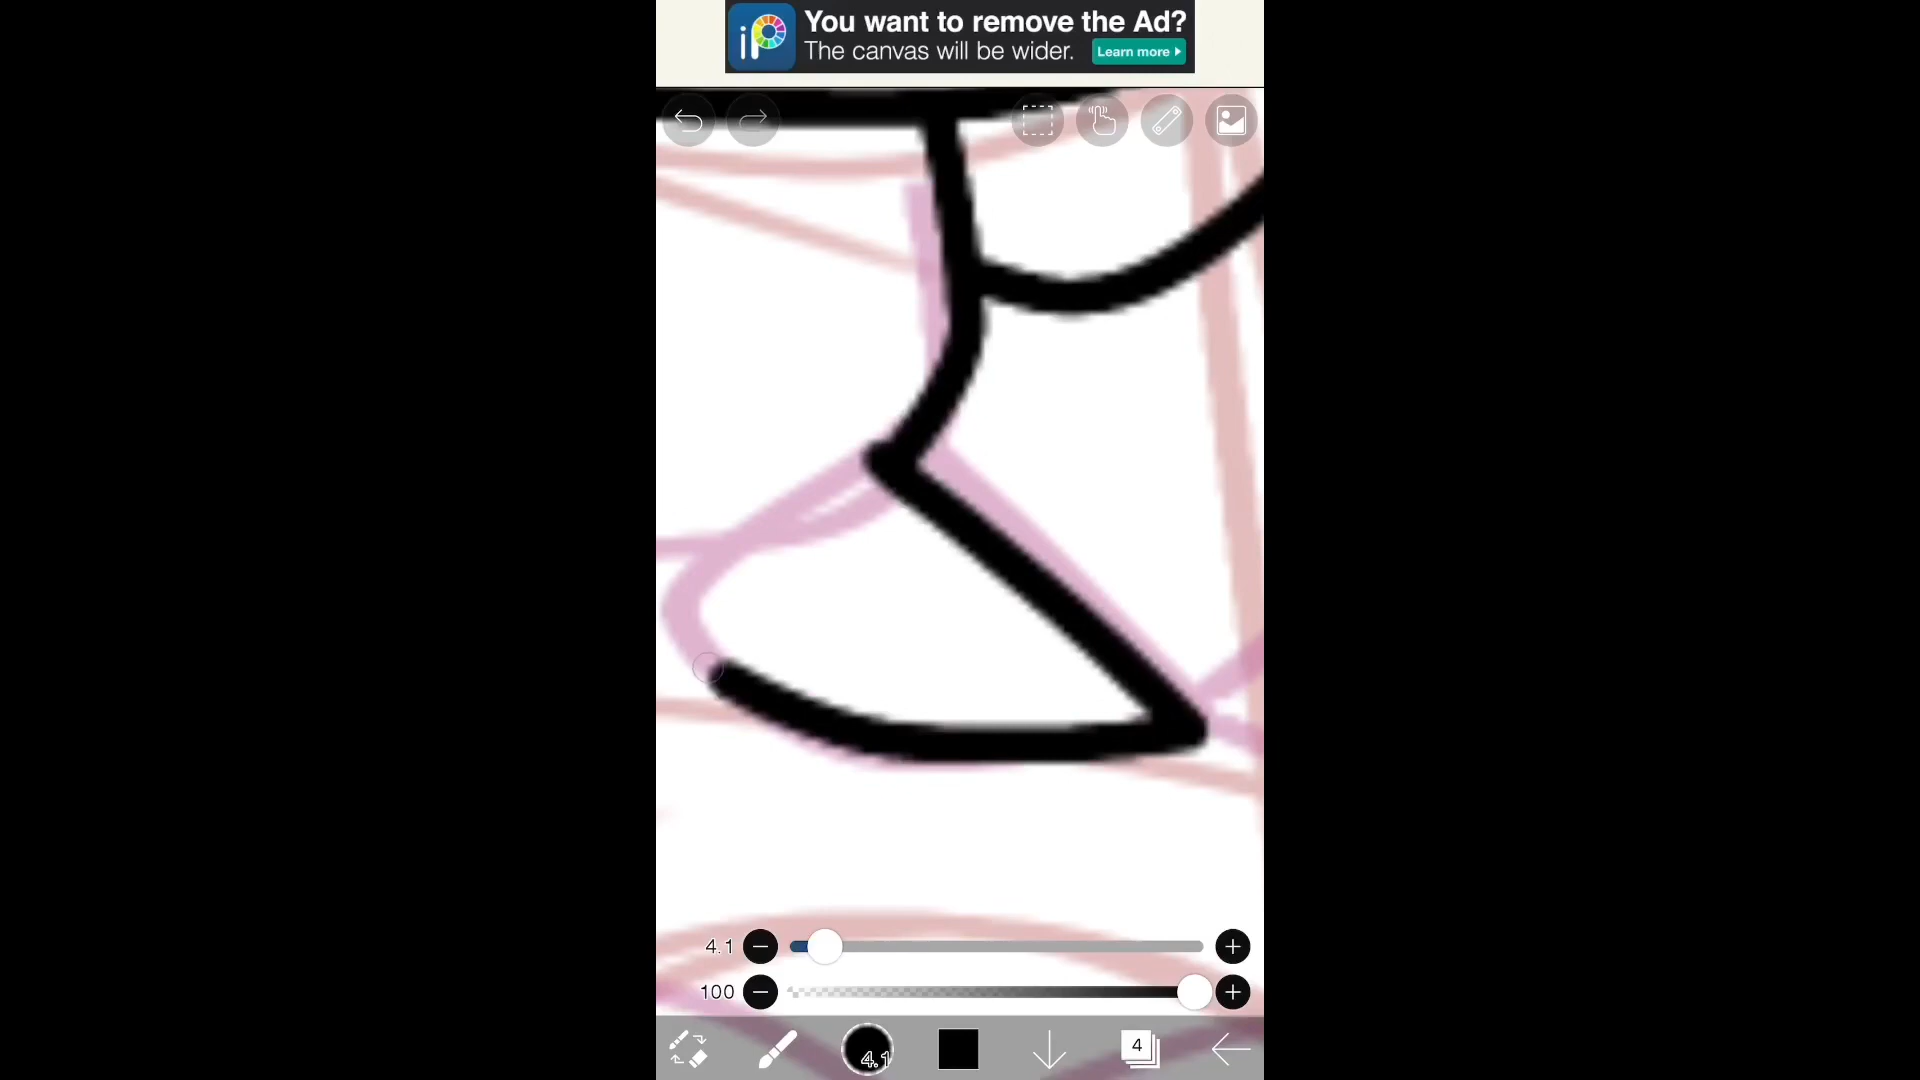 iP
You want to remove the Ad?
The canvas will be wider.
Learn more
4.1
100
4.1
4